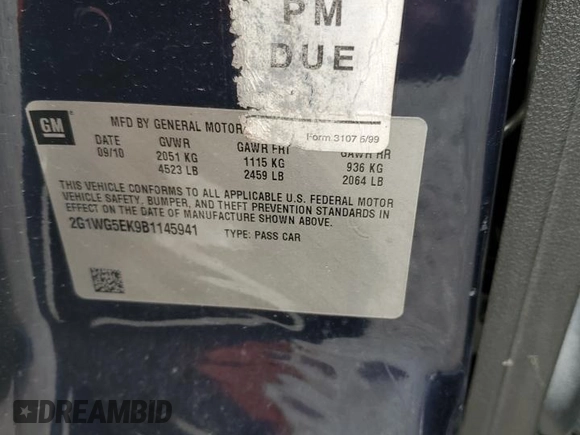 PM
DUE
Form 3107 6/99
GM
MFD BY GENERAL MOTOR
DATE GVWR GAWR FRT GAWR RR
09/10 2051 KG 1115 KG 936 KG
4523 LB 2459 LB 2064 LB
THIS VEHICLE CONFORMS TO ALL APPLICABLE U.S. FEDERAL MOTOR
VEHICLE SAFETY, BUMPER, AND THEFT PREVENTION STANDARDS IN
EFFECT ON THE DATE OF MANUFACTURE SHOWN ABOVE.
2G1WG5EK9B1145941 TYPE: PASS CAR
DREAMBID